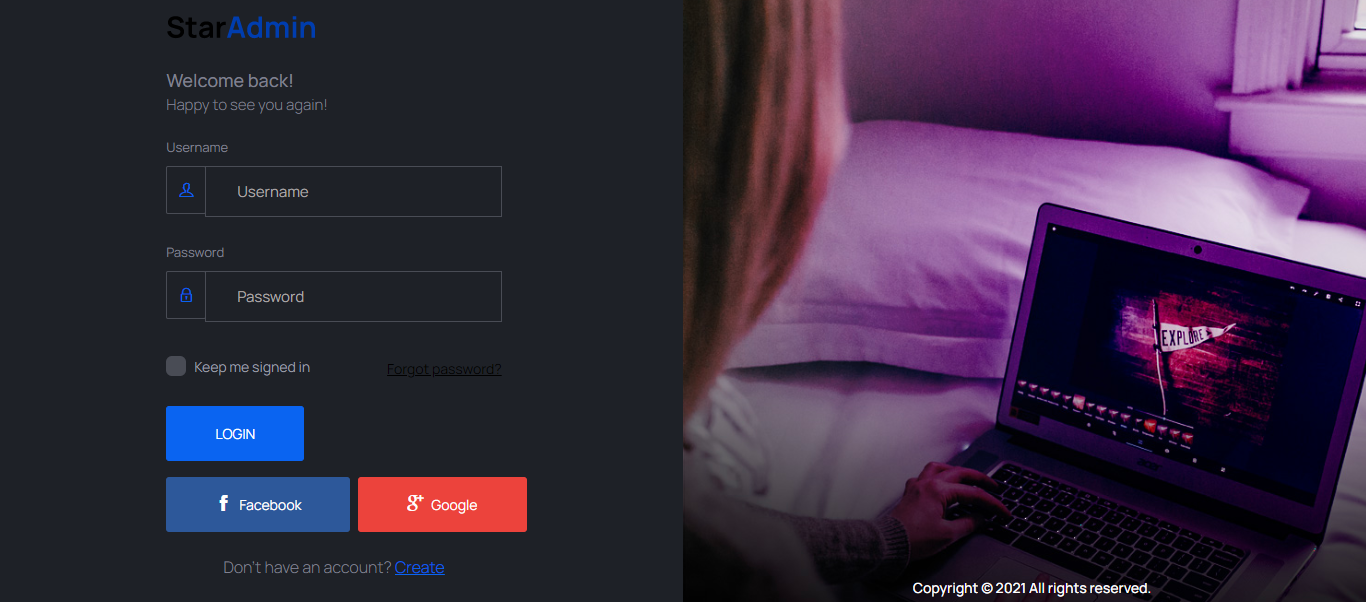 StarAdmin
Welcome back!
Happy to see you again!
Username
Username
Password
Password
Keep me signed in
Forgot password?
LOGIN
Facebook
Google
Don't have an account? Create
EXPLORE
Copyright © 2021 All rights reserved.